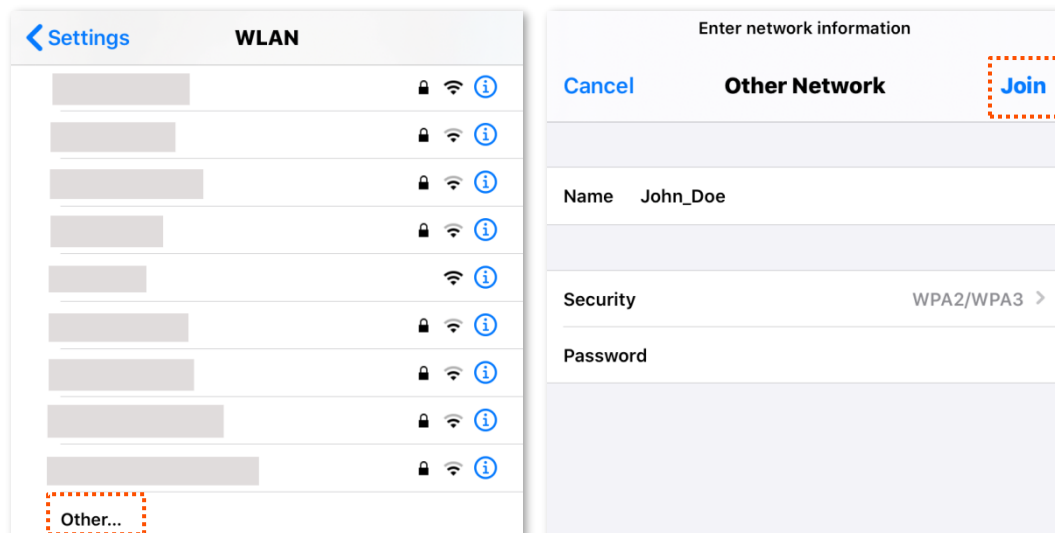 Settings
WLAN
Other...
Enter network information
Cancel
Other Network
Join
Name
John_Doe
Security
WPA2/WPA3
Password